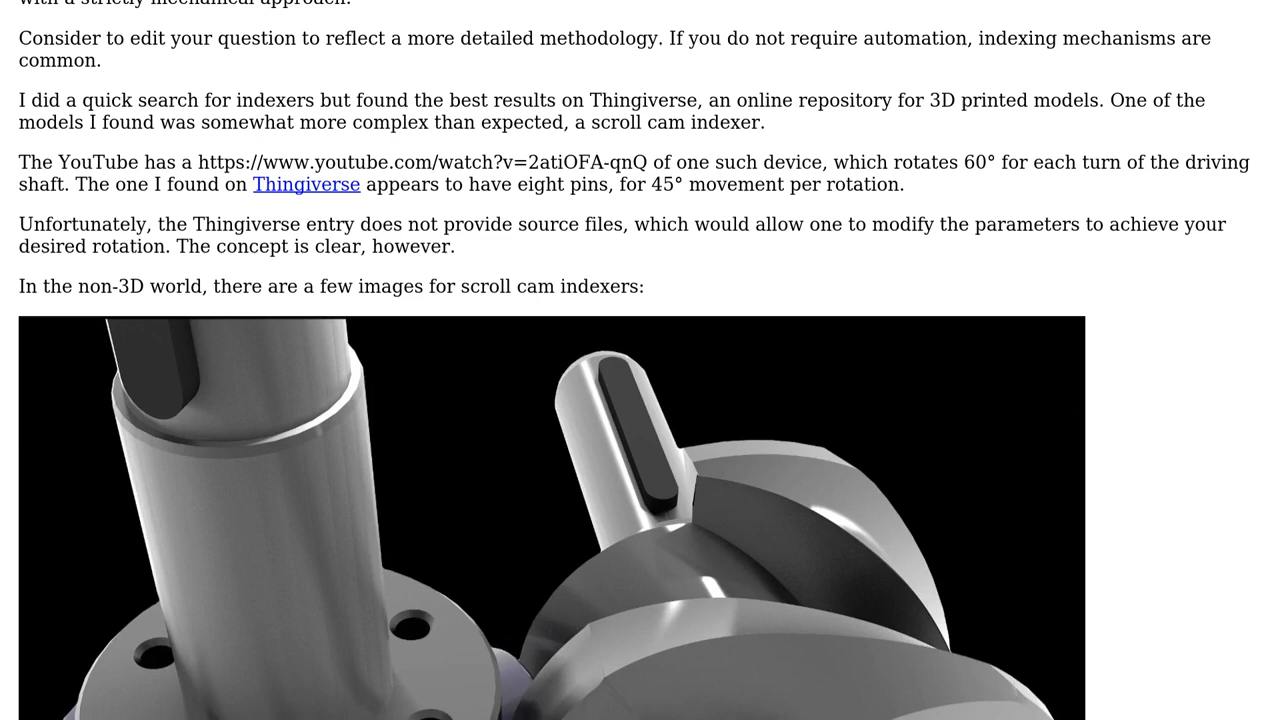 with a strictly mechanical approach.
Consider to edit your question to reflect a more detailed methodology. If you do not require automation, indexing mechanisms are
common.
I did a quick search for indexers but found the best results on Thingiverse, an online repository for 3D printed models. One of the
models I found was somewhat more complex than expected, a scroll cam indexer.
The YouTube has a https://www.youtube.com/watch?v=2atiOFA-qnQ of one such device, which rotates 60° for each turn of the driving
shaft. The one I found on Thingiverse appears to have eight pins, for 45° movement per rotation.
Unfortunately, the Thingiverse entry does not provide source files, which would allow one to modify the parameters to achieve your
desired rotation. The concept is clear, however.
In the non-3D world, there are a few images for scroll cam indexers: